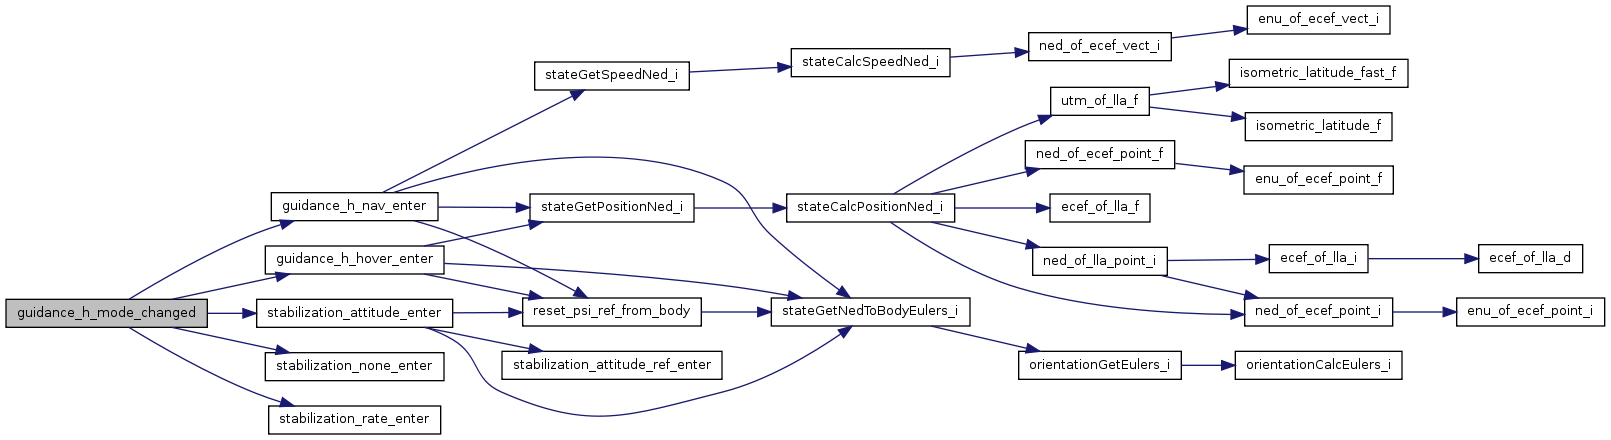 enu_of_ecef_vect_i
ned_of_ecef_vect_i
stateCalcSpeedNed_i
stateGetSpeedNed_i
isometric_latitude_fast_f
utm_of_lla_f
isometric_latitude_f
ned_of_ecef_point_f
enu_of_ecef_point_f
guidance_h_nav_enter
stateGetPositionNed_i
stateCalcPositionNed_i
ecef_of_lla_f
guidance_h_hover_enter
ned_of_lla_point_i
ecef_of_lla_i
ecef_of_lla_d
guidance_h_mode_changed
stabilization_attitude_enter
reset_psi_ref_from_body
stateGetNedToBodyEulers_i
ned_of_ecef_point_i
enu_of_ecef_point_i
stabilization_none_enter
stabilization_attitude_ref_enter
orientationGetEulers_i
orientationCalcEulers_i
stabilization_rate_enter